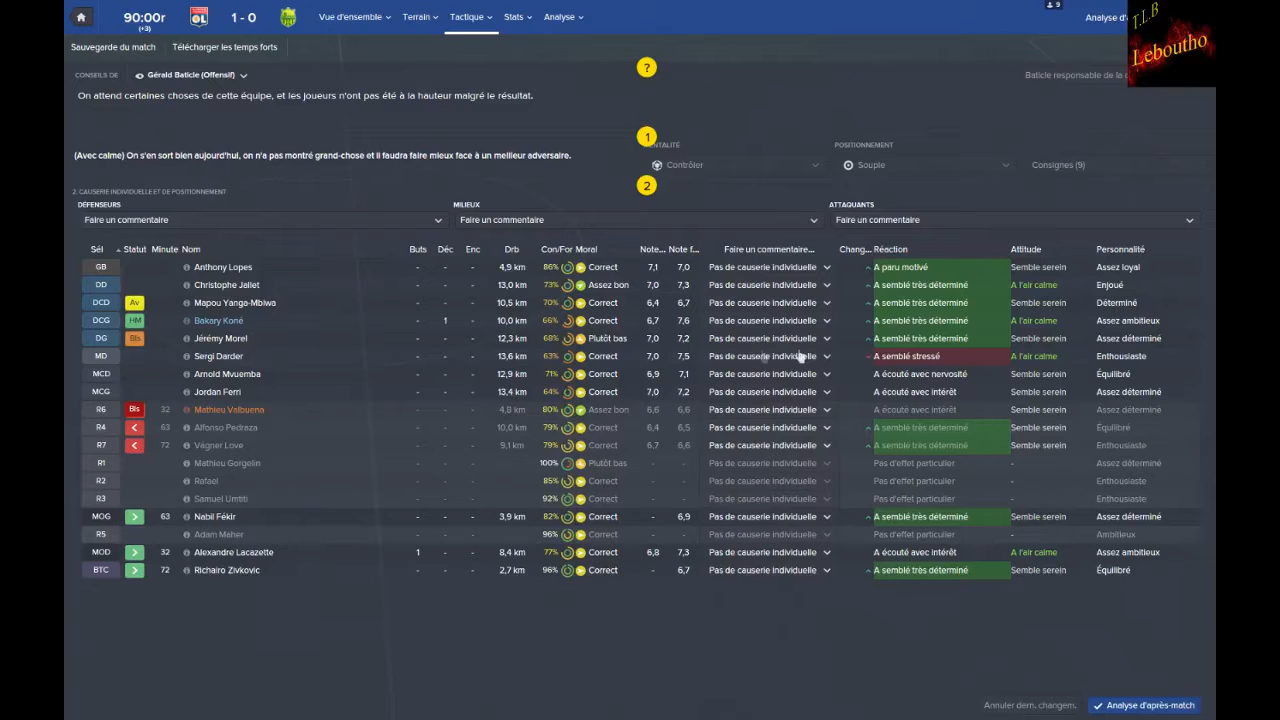 90:00r OL 1 - 0 Vue d'ensemble Terrain Tactique Stats Analyse 9 Analyse d'
(+3)
T.L.B
Leboutho
Sauvegarde du match Télécharger les temps forts
CONSEILS DE Gérald Baticle (Offensif) ? Baticle responsable de la c
On attend certaines choses de cette équipe, et les joueurs n'ont pas été à la hauteur malgré le résultat.
1
NTALITÉ POSITIONNEMENT
(Avec calme) On s'en sort bien aujourd'hui, on n'a pas montré grand-chose et il faudra faire mieux face à un meilleur adversaire.
Contrôler Souple Consignes (9)
2
2. CAUSERIE INDIVIDUELLE ET DE POSITIONNEMENT
DÉFENSEURS MILIEUX ATTAQUANTS
Faire un commentaire Faire un commentaire Faire un commentaire
Sél Statut Minute Nom Buts Déc Enc Drb Con/For Moral Note... Note f... Faire un commentaire... Chang... Réaction Attitude Personnalité
GB Anthony Lopes - - - 4,9 km 86% Correct 7,1 7,0 Pas de causerie individuelle A paru motivé Semble serein Assez loyal
DD Christophe Jallet - - - 13,0 km 73% Assez bon 7,0 7,3 Pas de causerie individuelle A semblé très déterminé A l'air calme Enjoué
DCD Av Mapou Yanga-Mbiwa - - - 10,5 km 70% Correct 6,4 6,7 Pas de causerie individuelle A semblé très déterminé Semble serein Déterminé
DCG HM Bakary Koné - 1 - 10,0 km 66% Correct 6,7 7,6 Pas de causerie individuelle A semblé très déterminé A l'air calme Assez ambitieux
DG Bls Jérémy Morel - - - 12,3 km 68% Plutôt bas 7,0 7,2 Pas de causerie individuelle A semblé très déterminé Semble serein Assez déterminé
MD Sergi Darder - - - 13,6 km 63% Correct 7,0 7,5 Pas de causerie individuelle A semblé stressé A l'air calme Enthousiaste
MCD Arnold Mvuemba - - - 12,9 km 71% Correct 6,9 7,1 Pas de causerie individuelle A écouté avec nervosité Semble serein Équilibré
MCG Jordan Ferri - - - 13,4 km 64% Correct 7,0 7,2 Pas de causerie individuelle A écouté avec intérêt Semble serein Assez déterminé
R6 Bls 32 Mathieu Valbuena - - - 4,8 km 80% Assez bon 6,6 6,6 Pas de causerie individuelle A écouté avec intérêt Semble serein Assez déterminé
R4 63 Alfonso Pedraza - - - 10,0 km 79% Correct 6,4 6,5 Pas de causerie individuelle A semblé très déterminé Semble serein Équilibré
R7 72 Vágner Love - - - 9,1 km 79% Correct 6,7 6,6 Pas de causerie individuelle A semblé très déterminé Semble serein Enthousiaste
R1 Mathieu Gorgelin 100% Plutôt bas - - Pas de causerie individuelle Pas d'effet particulier - Assez déterminé
R2 Rafael 85% Correct - - Pas de causerie individuelle Pas d'effet particulier - Enthousiaste
R3 Samuel Umtiti 92% Correct - - Pas de causerie individuelle Pas d'effet particulier - Enthousiaste
MOG 63 Nabil Fékir - - - 3,9 km 82% Correct - 6,9 Pas de causerie individuelle A semblé très déterminé Semble serein Assez déterminé
R5 Adam Maher 96% Correct - - Pas de causerie individuelle Pas d'effet particulier - Ambitieux
MOD 32 Alexandre Lacazette 1 - - 8,4 km 77% Correct 6,8 7,3 Pas de causerie individuelle A écouté avec intérêt A l'air calme Assez ambitieux
BTC 72 Richairo Zivkovic - - - 2,7 km 96% Correct - 6,7 Pas de causerie individuelle A semblé très déterminé Semble serein Équilibré
Annuler dern. changem. Analyse d'après-match